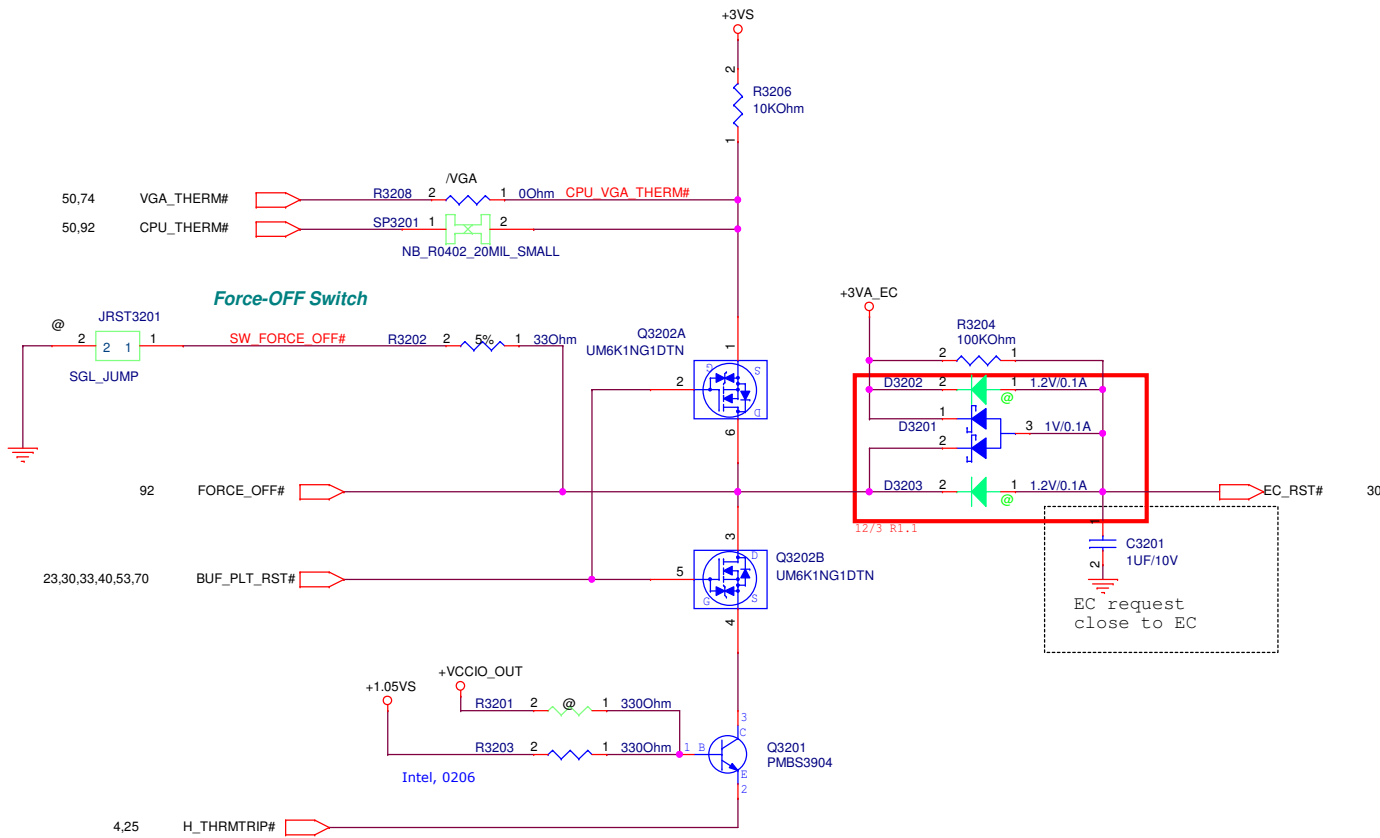 +3VS
2
R3206
10KOhm
1
/VGA
50,74 VGA_THERM# R3208 2 1 0Ohm CPU_VGA_THERM#
50,92 CPU_THERM# SP3201 1 2
NB_R0402_20MIL_SMALL
Force-OFF Switch
+3VA_EC
@ JRST3201
2 2 1 1 SW_FORCE_OFF# R3202 2 5% 1 33Ohm
SGL_JUMP
Q3202A
UM6K1NG1DTN
1
G S
2
D
6
R3204
100KOhm
2 1
D3202 2 1 1.2V/0.1A
@
1
D3201 3 1V/0.1A
2
92 FORCE_OFF# D3203 2 1 1.2V/0.1A EC_RST# 30
@
12/3 R1.1
1
C3201
1UF/10V
2
EC request
close to EC
3
D
Q3202B
UM6K1NG1DTN
23,30,33,40,53,70 BUF_PLT_RST# 5
G S
4
+VCCIO_OUT
+1.05VS
R3201 2 @ 1 330Ohm
3
C
R3203 2 1 330Ohm 1 B
Q3201
PMBS3904
E
2
Intel, 0206
4,25 H_THRMTRIP#